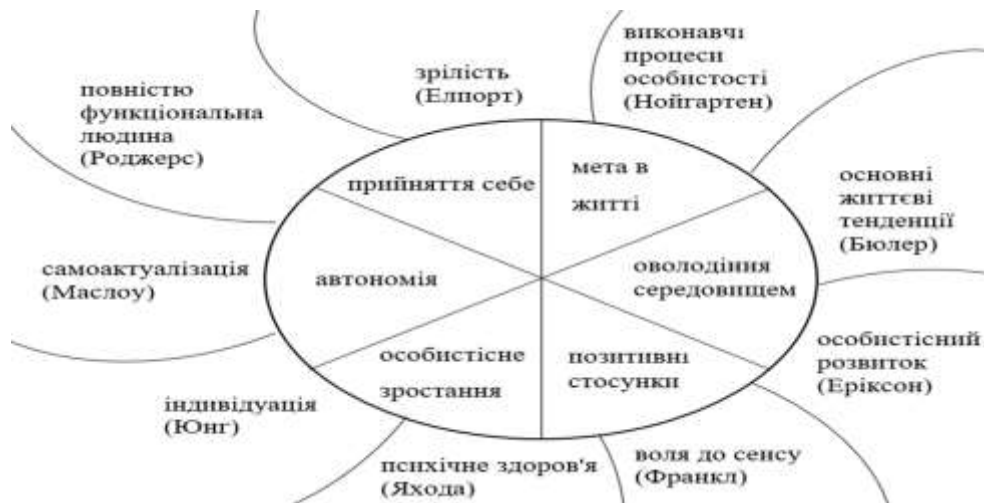 виконавчі
процеси
особистості
(Нойгартен)
зрілість
(Елпорт)
повністю
функціональна
людина
(Роджерс)
прийняття себе
мета в
житті
основні
життєві
тенденції
(Бюлер)
самоактуалізація
(Маслоу)
автономія
оволодіння
середовищем
особистісне
зростання
позитивні
стосунки
особистісний
розвиток
(Еріксон)
індивідуація
(Юнг)
психічне здоров'я
(Яхода)
воля до сенсу
(Франкл)